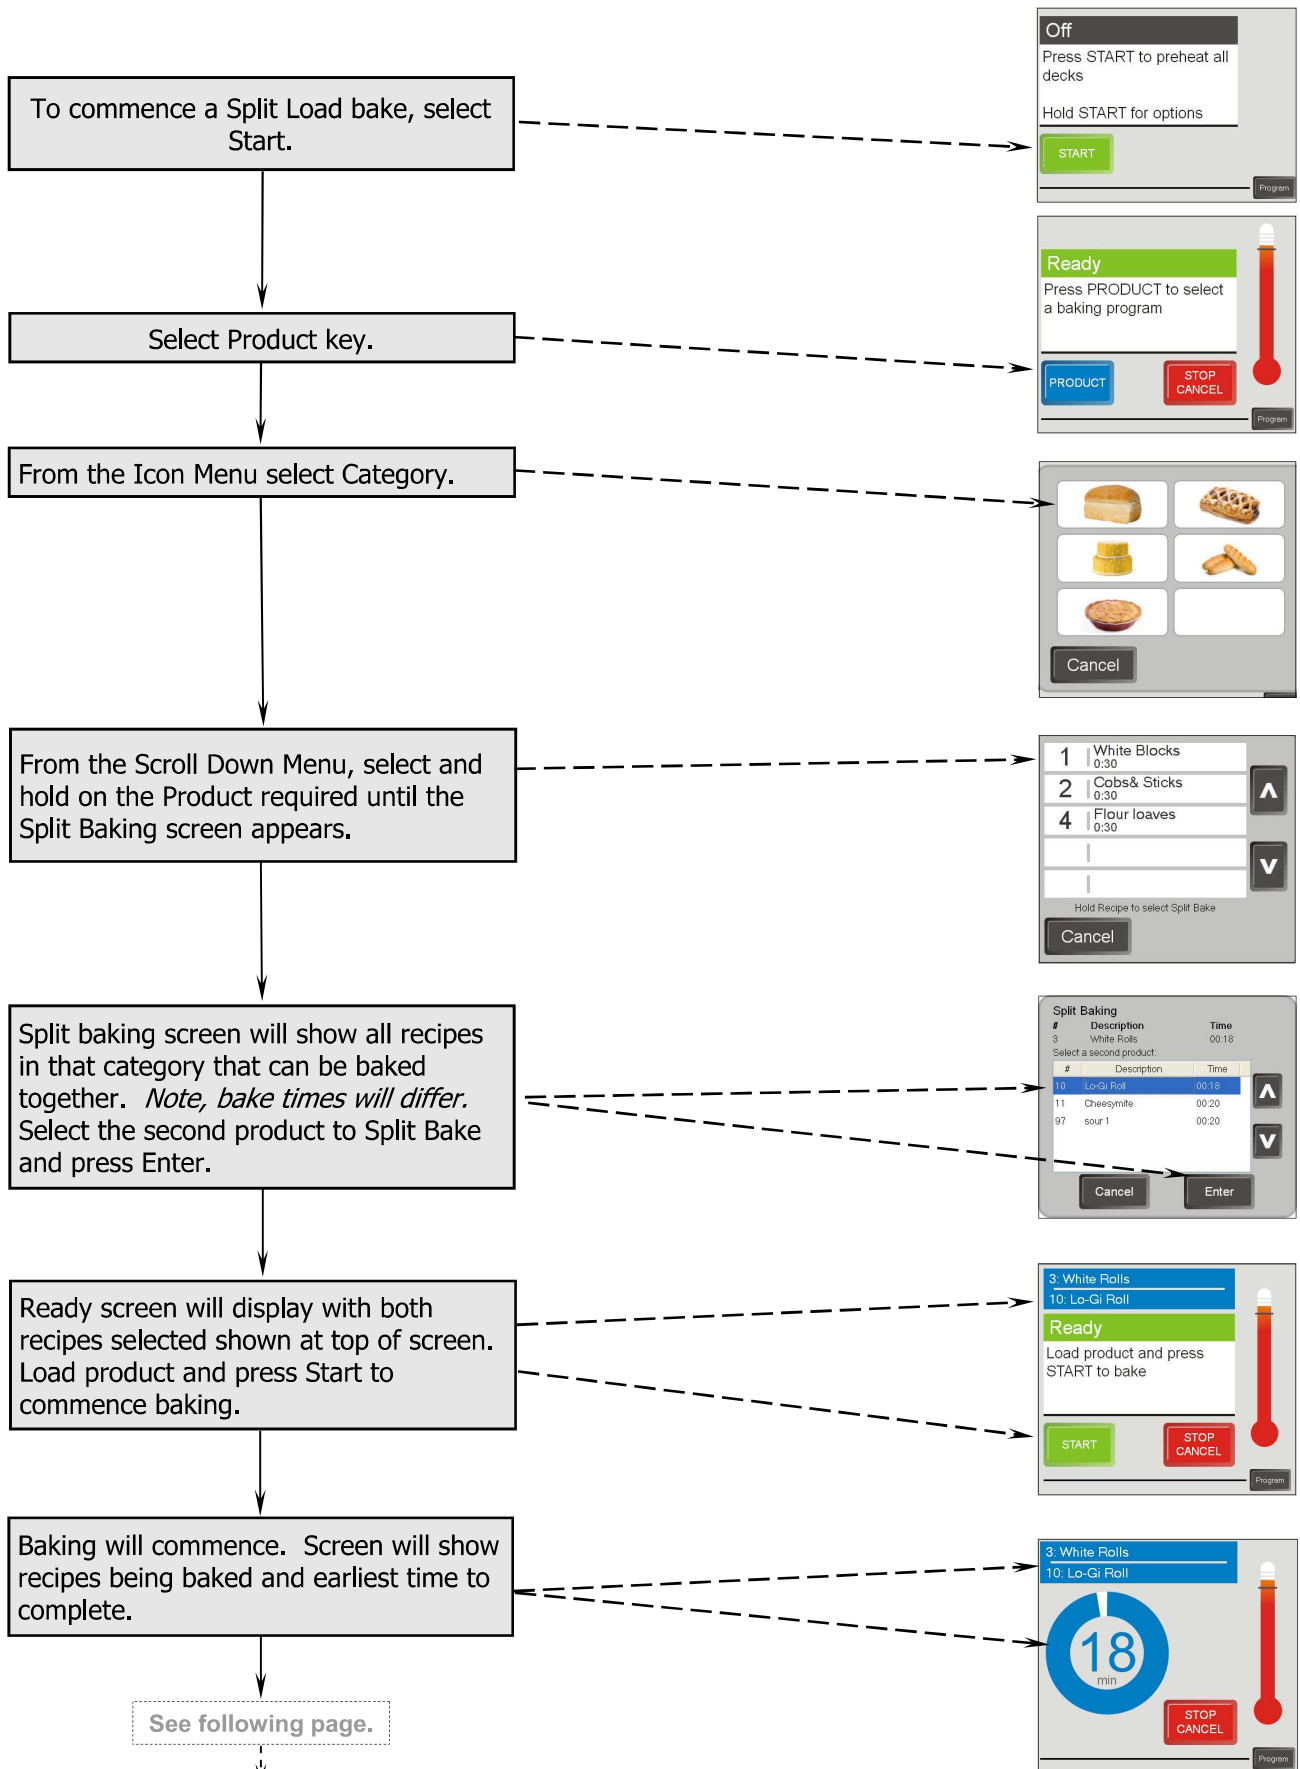 To commence a Split Load bake, select
Start.
Off
Press START to preheat all
decks
Hold START for options
START
Program
Select Product key.
Ready
Press PRODUCT to select
a baking program
PRODUCT
STOP
CANCEL
Program
From the Icon Menu select Category.
Cancel
From the Scroll Down Menu, select and
hold on the Product required until the
Split Baking screen appears.
1 White Blocks
0:30
2 Cobs& Sticks
0:30
4 Flour loaves
0:30
Hold Recipe to select Split Bake
Cancel
Split baking screen will show all recipes
in that category that can be baked
together. Note, bake times will differ.
Select the second product to Split Bake
and press Enter.
Split Baking
# Description Time
3 White Rolls 00:18
Select a second product:
# Description Time
10 Lo-Gi Roll 00:18
11 Cheesymite 00:20
97 sour 1 00:20
Cancel Enter
Ready screen will display with both
recipes selected shown at top of screen.
Load product and press Start to
commence baking.
3: White Rolls
10: Lo-Gi Roll
Ready
Load product and press
START to bake
START
STOP
CANCEL
Program
Baking will commence. Screen will show
recipes being baked and earliest time to
complete.
3: White Rolls
10: Lo-Gi Roll
18
min
STOP
CANCEL
Program
See following page.